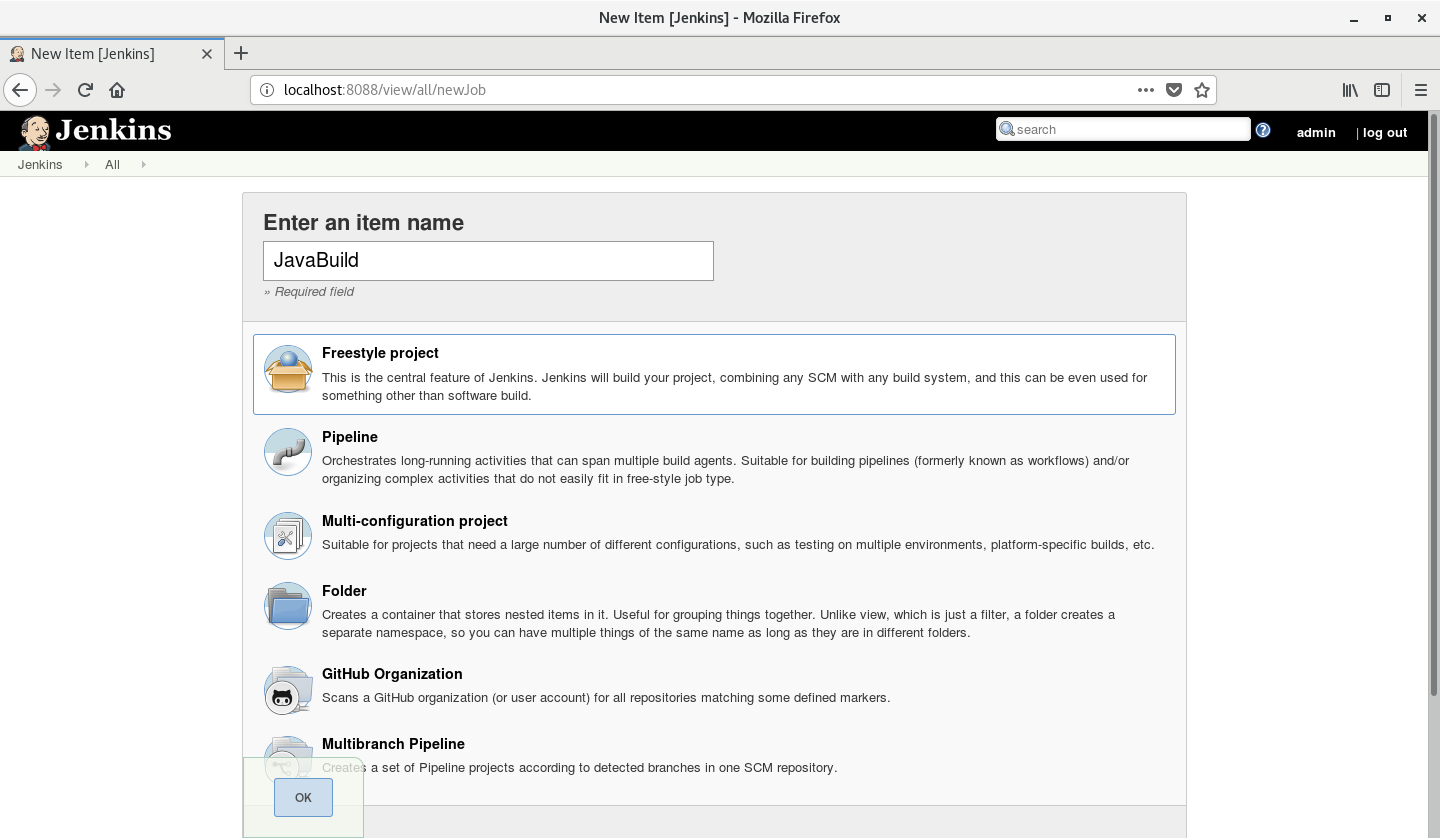 New Item [Jenkins] - Mozilla Firefox
New Item [Jenkins]
localhost:8088/view/all/newJob
Jenkins
search
admin
| log out
Jenkins
All
Enter an item name
JavaBuild
» Required field
Freestyle project
This is the central feature of Jenkins. Jenkins will build your project, combining any SCM with any build system, and this can be even used for
something other than software build.
Pipeline
Orchestrates long-running activities that can span multiple build agents. Suitable for building pipelines (formerly known as workflows) and/or
organizing complex activities that do not easily fit in free-style job type.
Multi-configuration project
Suitable for projects that need a large number of different configurations, such as testing on multiple environments, platform-specific builds, etc.
Folder
Creates a container that stores nested items in it. Useful for grouping things together. Unlike view, which is just a filter, a folder creates a
separate namespace, so you can have multiple things of the same name as long as they are in different folders.
GitHub Organization
Scans a GitHub organization (or user account) for all repositories matching some defined markers.
Multibranch Pipeline
Creates a set of Pipeline projects according to detected branches in one SCM repository.
OK